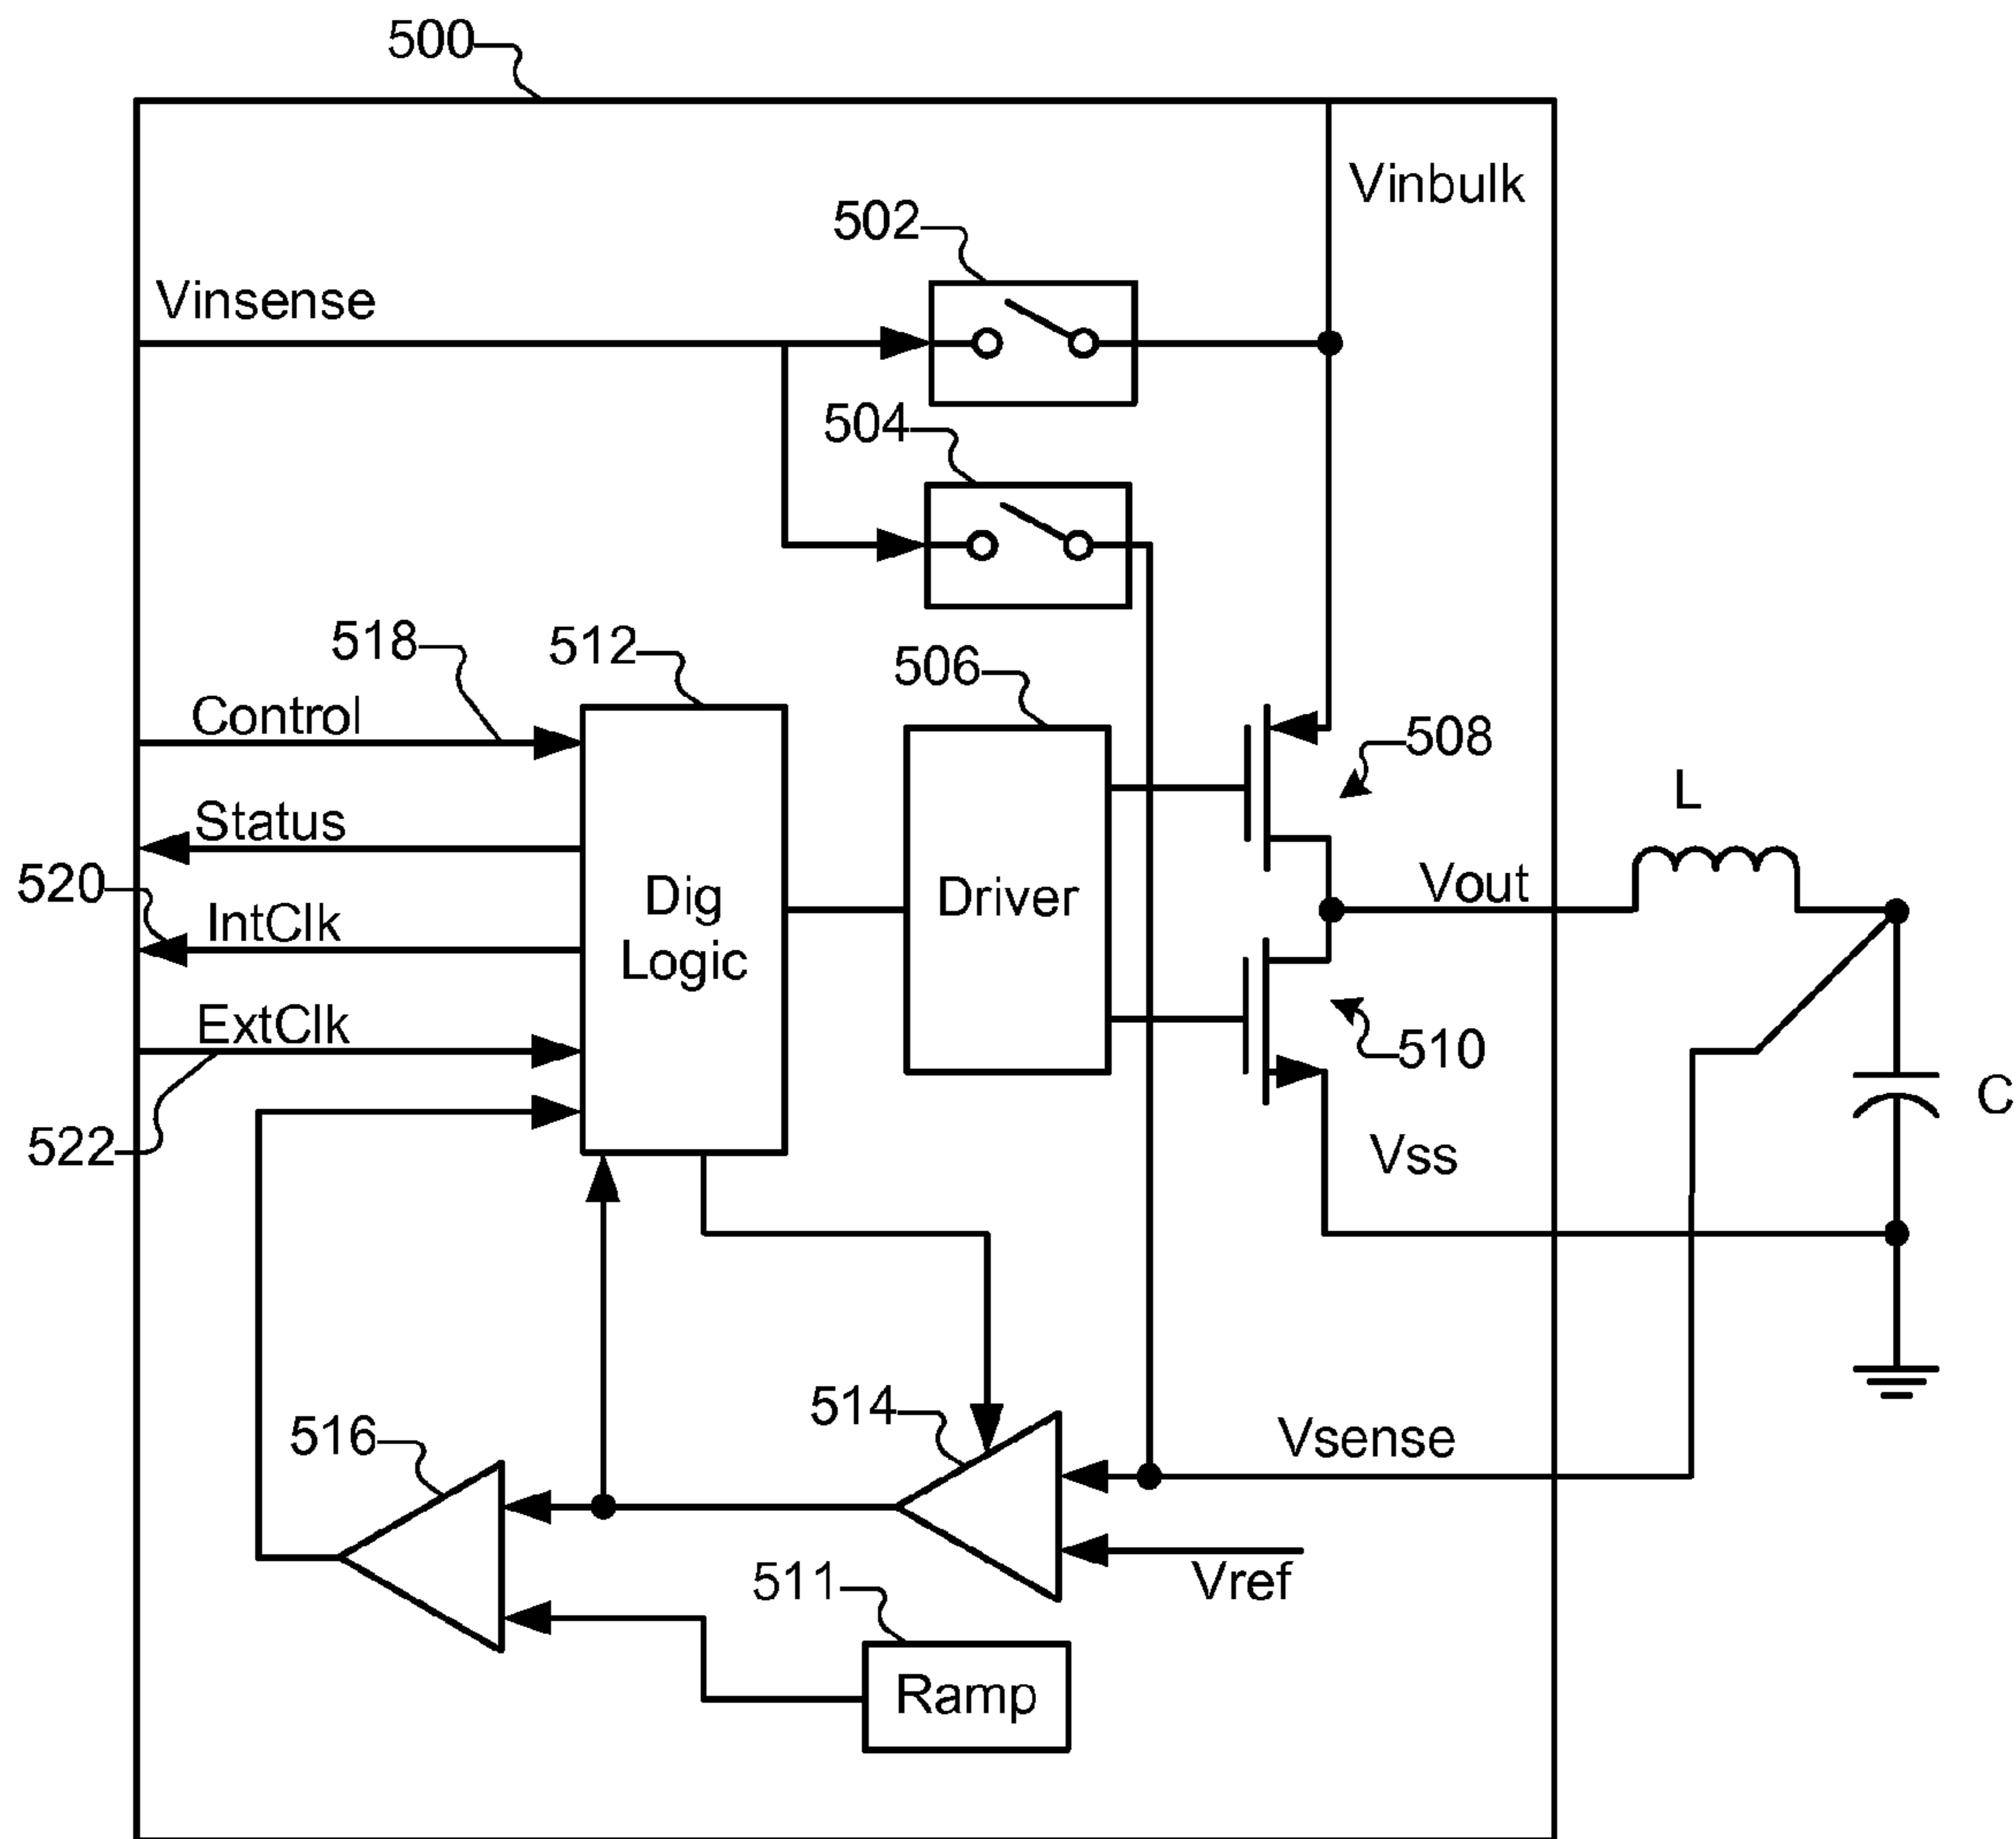 500
Vinbulk
502
Vinsense
504
518
512
506
Control
508
L
Status
520
Dig
Logic
Driver
Vout
IntClk
ExtClk
510
C
522
Vss
514
516
Vsense
511
Vref
Ramp